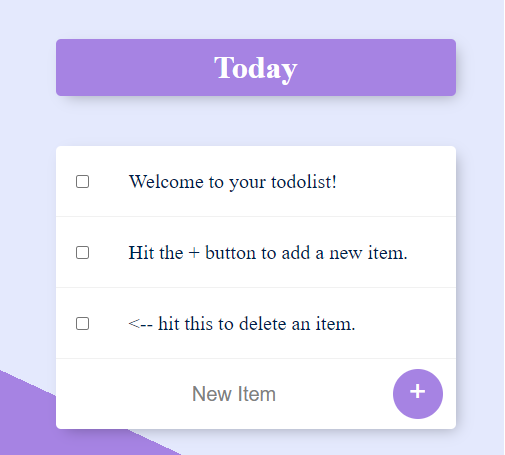 Today
Welcome to your todolist!
Hit the + button to add a new item.
<-- hit this to delete an item.
New Item +